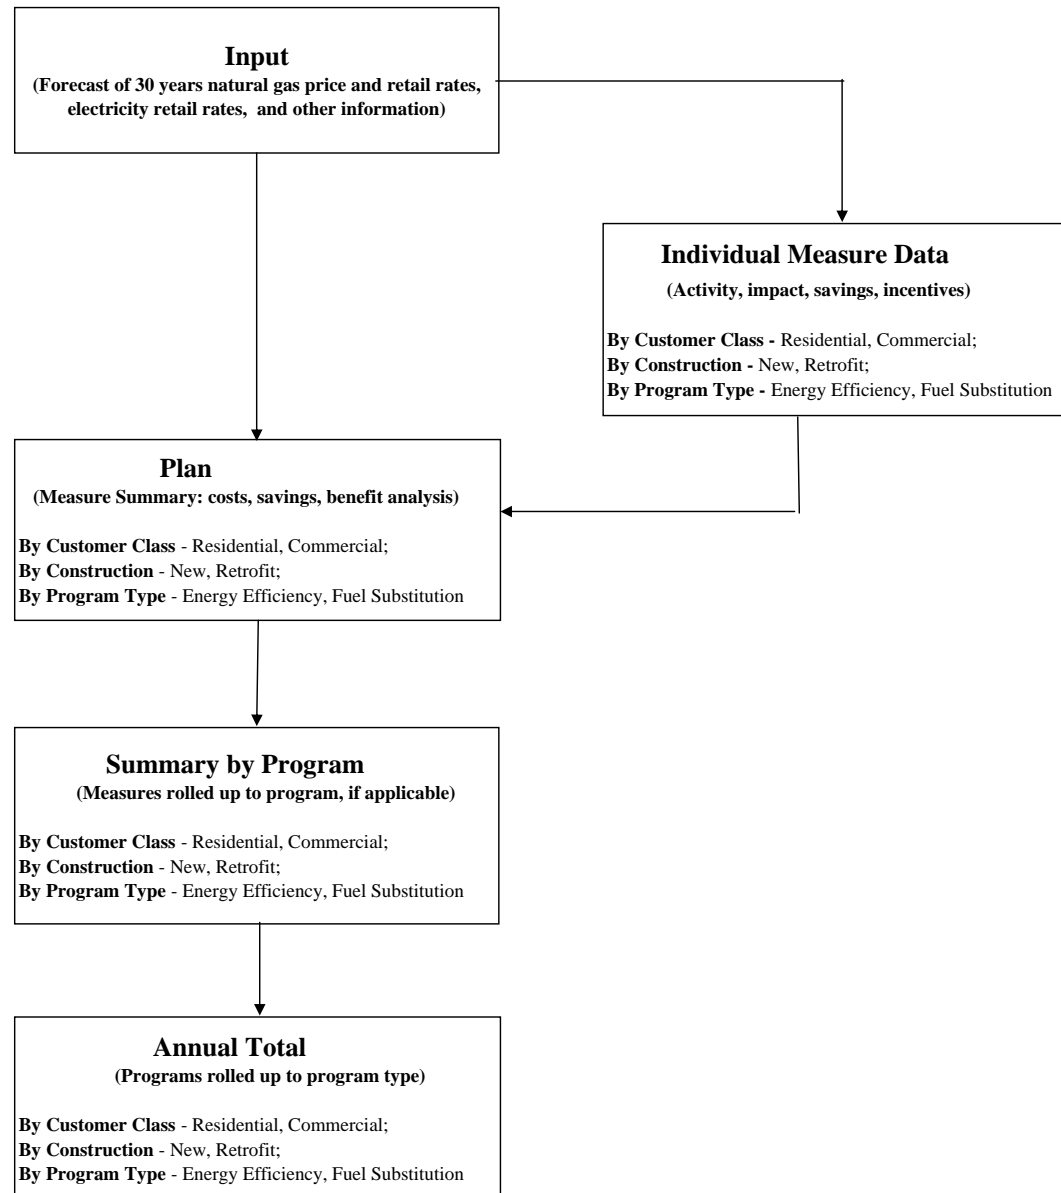 Input
(Forecast of 30 years natural gas price and retail rates,
electricity retail rates,  and other information)
Individual Measure Data
(Activity, impact, savings, incentives)
By Customer Class - Residential, Commercial;
By Construction - New, Retrofit;
By Program Type - Energy Efficiency, Fuel Substitution
Plan
(Measure Summary: costs, savings, benefit analysis)
By Customer Class - Residential, Commercial;
By Construction - New, Retrofit;
By Program Type - Energy Efficiency, Fuel Substitution
Summary by Program
(Measures rolled up to program, if applicable)
By Customer Class - Residential, Commercial;
By Construction - New, Retrofit;
By Program Type - Energy Efficiency, Fuel Substitution
Annual Total
(Programs rolled up to program type)
By Customer Class - Residential, Commercial;
By Construction - New, Retrofit;
By Program Type - Energy Efficiency, Fuel Substitution